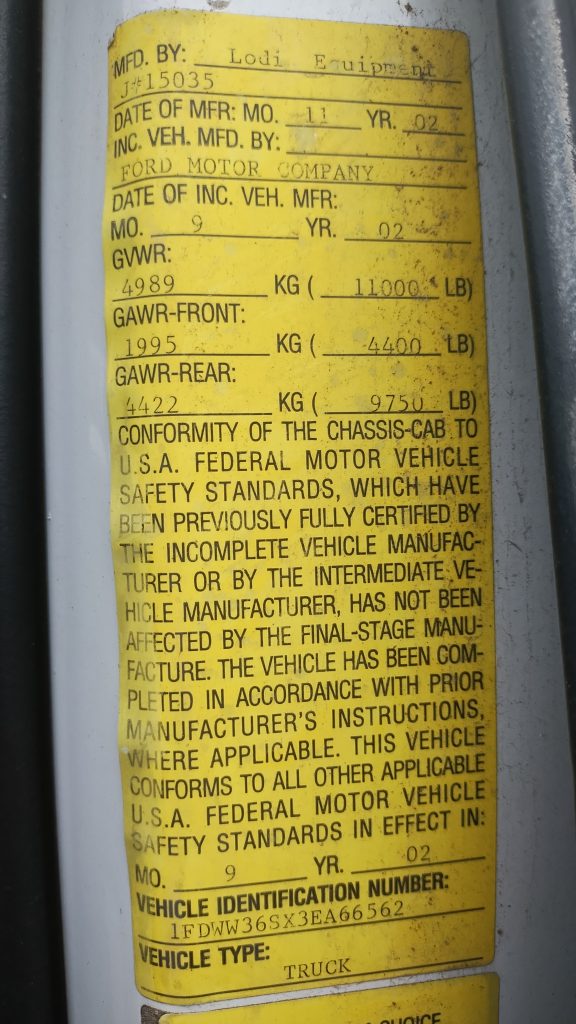 MFD. BY: Lodi Equipment
J#15035
DATE OF MFR: MO. 11 YR. 02
INC. VEH. MFD. BY:
FORD MOTOR COMPANY
DATE OF INC. VEH. MFR:
MO. 9 YR. 02
GVWR:
4989 KG ( 11000 LB)
GAWR-FRONT:
1995 KG ( 4400 LB)
GAWR-REAR:
4422 KG ( 9750 LB)
CONFORMITY OF THE CHASSIS-CAB TO
U.S.A. FEDERAL MOTOR VEHICLE
SAFETY STANDARDS, WHICH HAVE
BEEN PREVIOUSLY FULLY CERTIFIED BY
THE INCOMPLETE VEHICLE MANUFAC-
TURER OR BY THE INTERMEDIATE VE-
HICLE MANUFACTURER, HAS NOT BEEN
AFFECTED BY THE FINAL-STAGE MANU-
FACTURE. THE VEHICLE HAS BEEN COM-
PLETED IN ACCORDANCE WITH PRIOR
MANUFACTURER'S INSTRUCTIONS,
WHERE APPLICABLE. THIS VEHICLE
CONFORMS TO ALL OTHER APPLICABLE
U.S.A. FEDERAL MOTOR VEHICLE
SAFETY STANDARDS IN EFFECT IN:
MO. 9 YR. 02
VEHICLE IDENTIFICATION NUMBER:
1FDWW36SX3EA66562
VEHICLE TYPE:
TRUCK
CHOICE